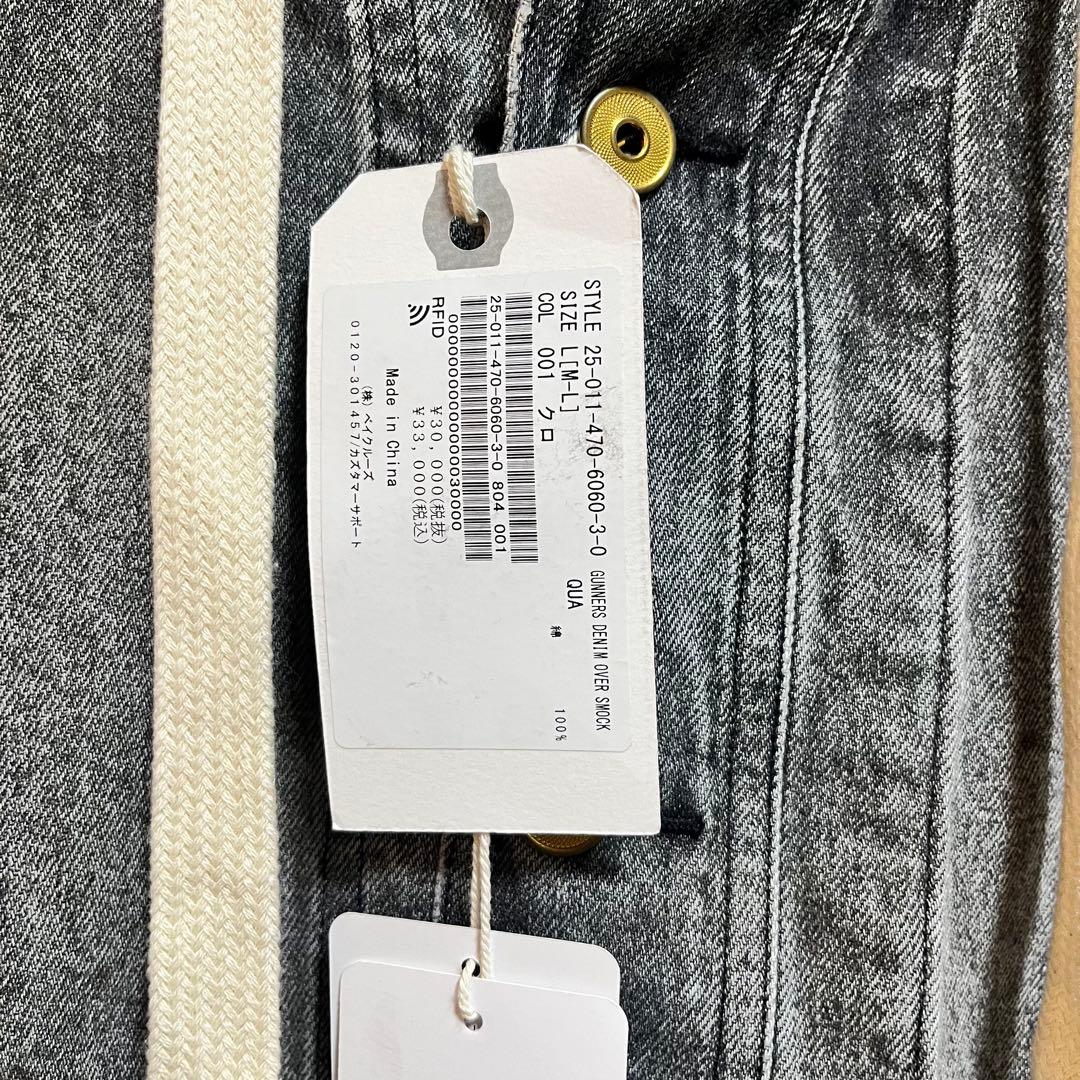 STYLE 25-011-470-6060-3-0 GUNNERS DENIM OVER SMOCK
SIZE L[M-L] QUA
COL 001 クロ 綿 100%
25-011-470-6060-3-0 804 001
0000000000000000030000
RFID ¥30,000(税抜)
¥33,000(税込)
Made in China
(株) ベイクルーズ
0120-301457/カスタマーサポート